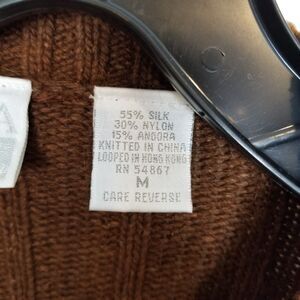 55% SILK
30% NYLON
15% ANGORA
KNITTED IN CHINA
LOOPED IN HONG KONG
RN 54867
M
CARE REVERSE